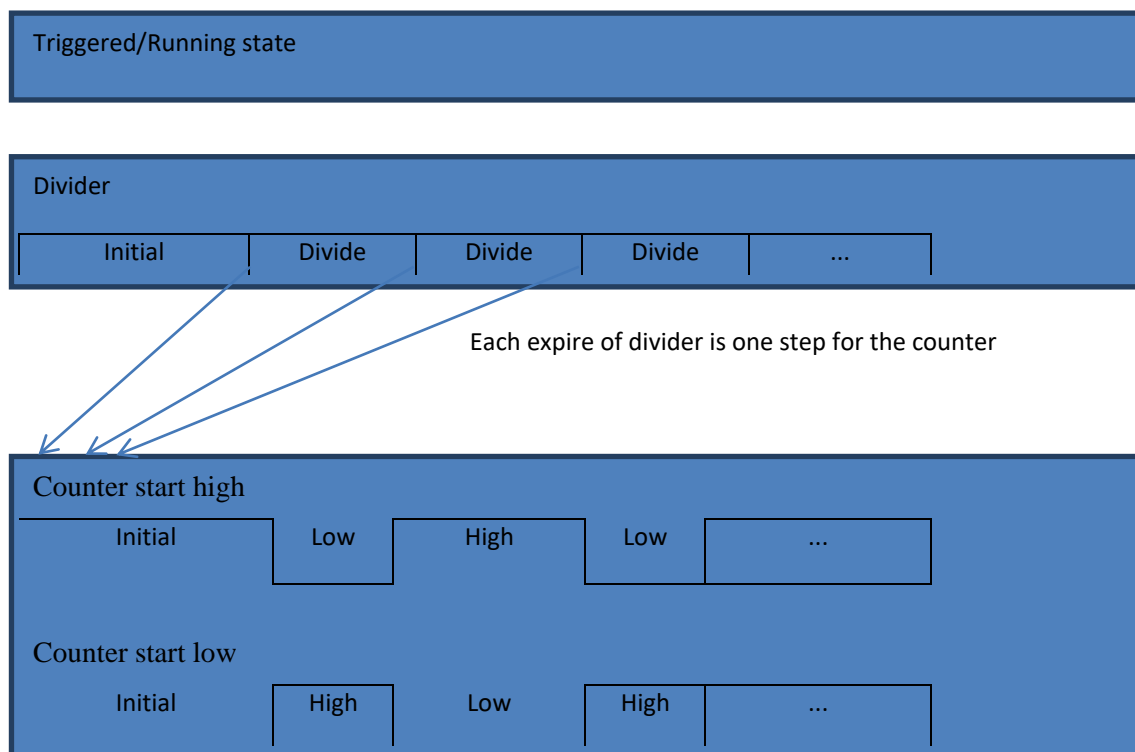 Triggered/Running state
Divider
Initial Divide Divide Divide ...
Each expire of divider is one step for the counter
Counter start high
Initial Low High Low ...
Counter start low
Initial High Low High ...